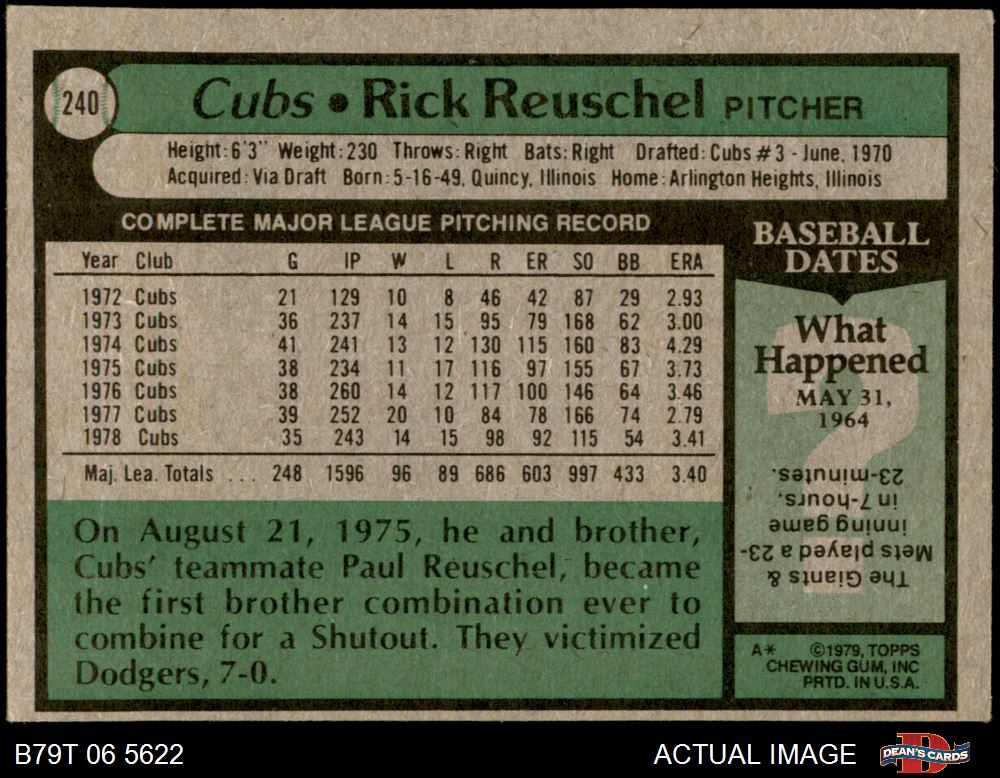 240
Cubs • Rick Reuschel PITCHER
Height: 6'3" Weight: 230 Throws: Right Bats: Right Drafted: Cubs #3 - June, 1970
Acquired: Via Draft Born: 5-16-49, Quincy, Illinois Home: Arlington Heights, Illinois
COMPLETE MAJOR LEAGUE PITCHING RECORD
Year Club G IP W L R ER SO BB ERA
1972 Cubs 21 129 10 8 46 42 87 29 2.93
1973 Cubs 36 237 14 15 95 79 168 62 3.00
1974 Cubs 41 241 13 12 130 115 160 83 4.29
1975 Cubs 38 234 11 17 116 97 155 67 3.73
1976 Cubs 38 260 14 12 117 100 146 64 3.46
1977 Cubs 39 252 20 10 84 78 166 74 2.79
1978 Cubs 35 243 14 15 98 92 115 54 3.41
Maj. Lea. Totals ... 248 1596 96 89 686 603 997 433 3.40
On August 21, 1975, he and brother,
Cubs' teammate Paul Reuschel, became
the first brother combination ever to
combine for a Shutout. They victimized
Dodgers, 7-0.
BASEBALL
DATES
?
What
Happened
MAY 31,
1964
The Giants &
Mets played a 23-
inning game
in 7-hours,
23-minutes.
A* ©1979, TOPPS
CHEWING GUM, INC
PRTD. IN U.S.A.
B79T 06 5622
ACTUAL IMAGE
DEAN'S CARDS